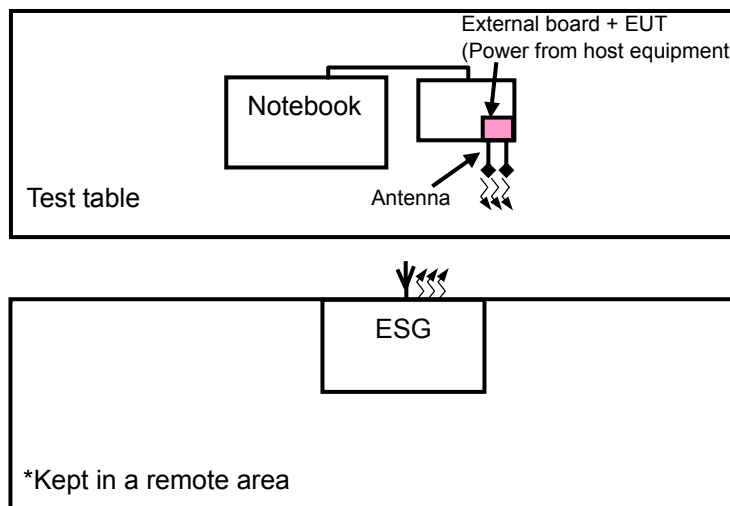 External board + EUT
(Power from host equipment
Notebook
Antenna
Test table
ESG
*Kept in a remote area